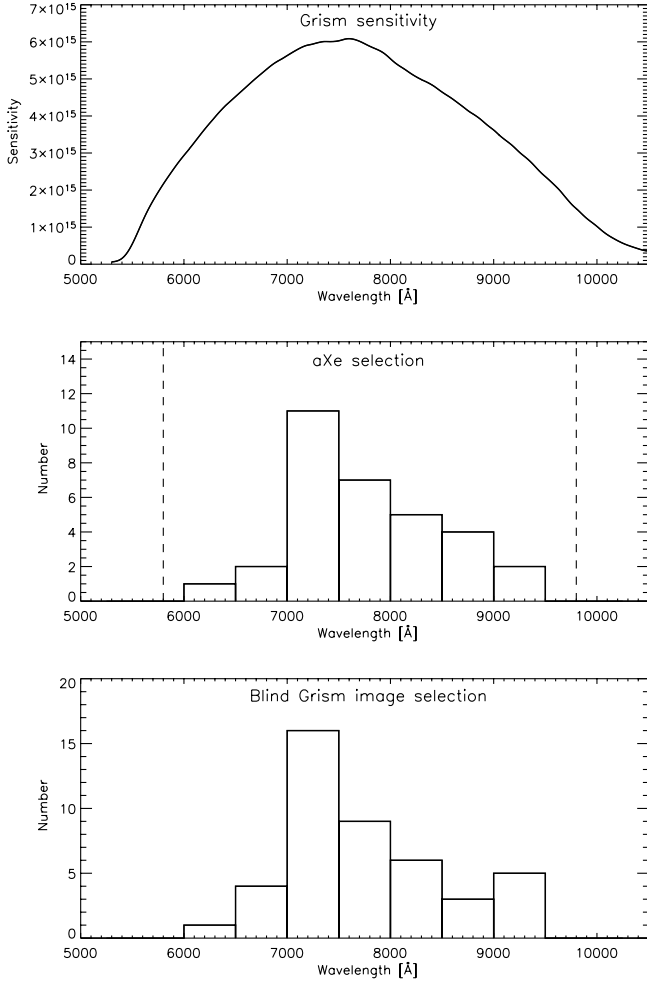 Grism sensitivity
7×10¹⁵
6×10¹⁵
5×10¹⁵
4×10¹⁵
3×10¹⁵
2×10¹⁵
1×10¹⁵
0
Sensitivity
5000 6000 7000 8000 9000 10000
Wavelength [Å]
aXe selection
14
12
10
8
6
4
2
0
Number
5000 6000 7000 8000 9000 10000
Wavelength [Å]
Blind Grism image selection
20
15
10
5
0
Number
5000 6000 7000 8000 9000 10000
Wavelength [Å]